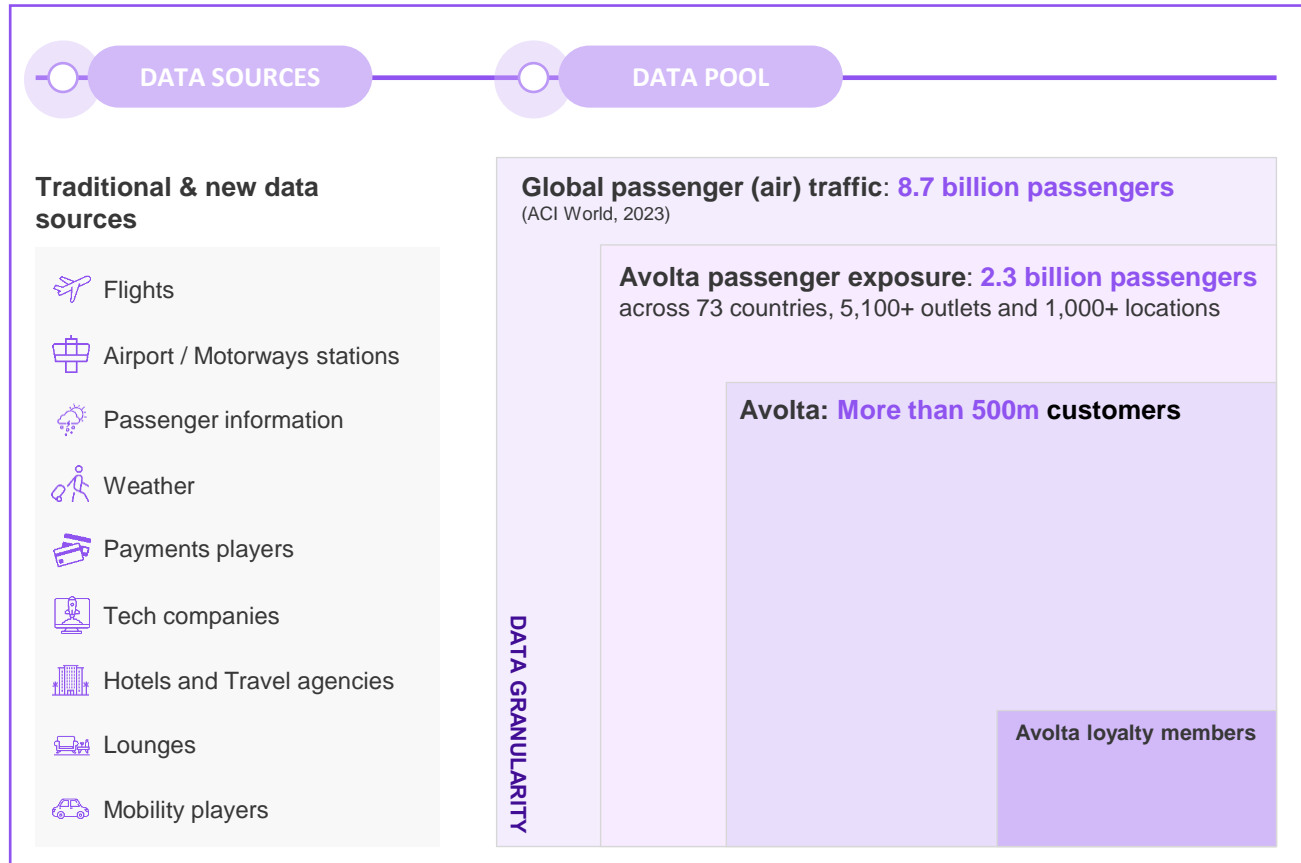 DATA SOURCES
DATA POOL
Traditional & new data
sources
Flights
Airport / Motorways stations
Passenger information
Weather
Payments players
Tech companies
Hotels and Travel agencies
Lounges
Mobility players
Global passenger (air) traffic: 8.7 billion passengers
(ACI World, 2023)
Avolta passenger exposure: 2.3 billion passengers
across 73 countries, 5,100+ outlets and 1,000+ locations
Avolta: More than 500m customers
DATA GRANULARITY
Avolta loyalty members